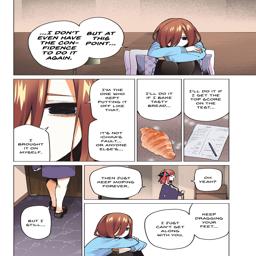 ...I DON'T
EVEN HAVE
THE CON-
FIDENCE
TO DO IT
AGAIN.
BUT AT
THIS
POINT...
I'M THE
ONE WHO
KEPT
PUTTING IT
OFF LIKE
THAT.
IT'S NOT
ICHIKA'S
FAULT...
OR ANYONE
ELSE'S...
I
BROUGHT IT
ON MYSELF.
I'LL DO IT
IF I BAKE
TASTY
BREAD...
I'LL DO IT
IF I GET
THE TOP
SCORE ON
THE TEST...
THEN JUST
KEEP MOPING
FOREVER.
OH
YEAH?
BUT I
STILL...
KEEP
DRAGGING
YOUR
FEET...
I JUST
CAN'T GET
ALONG WITH
YOU.